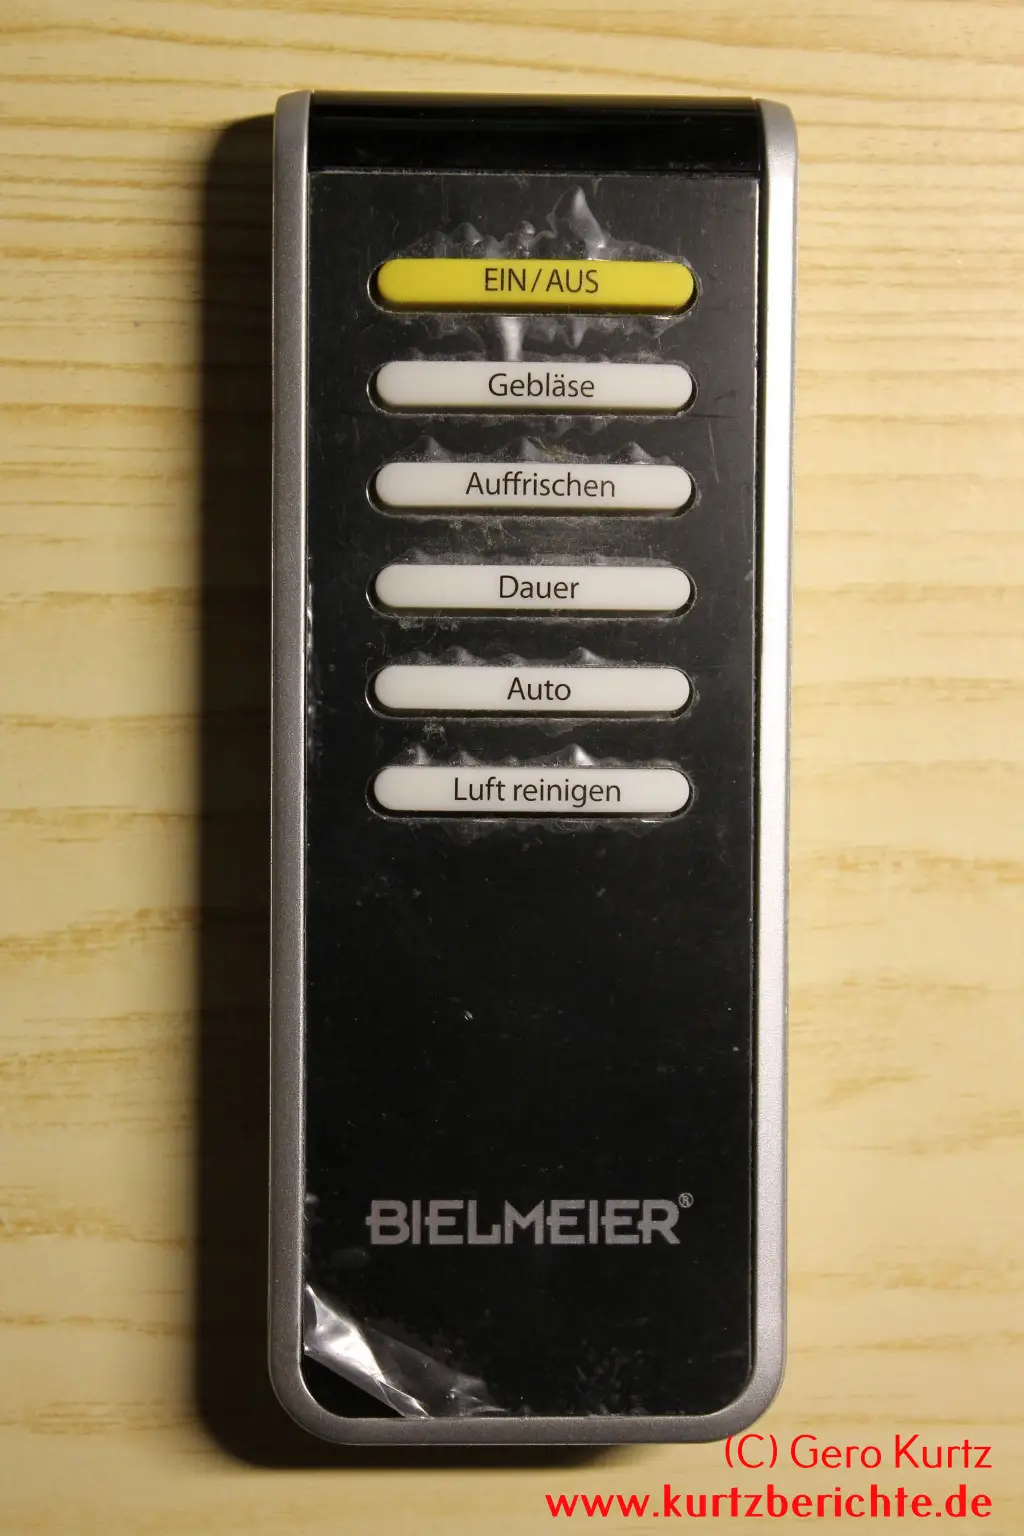 EIN/AUS
Gebläse
Auffrischen
Dauer
Auto
Luft reinigen
BIELMEIER®
(C) Gero Kurtz
www.kurtzberichte.de